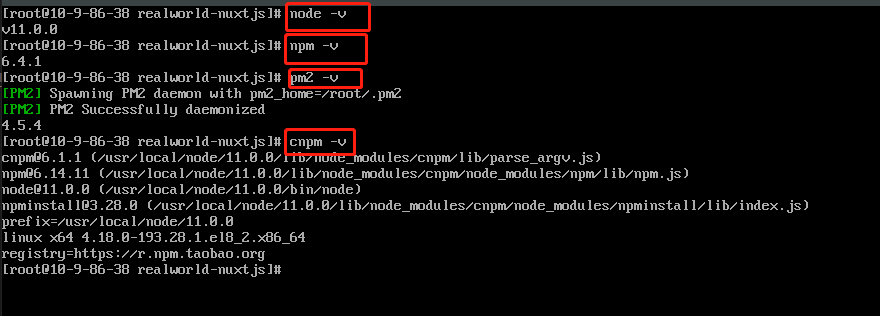 [root@10-9-86-38 realworld-nuxtjs]# node -v
v11.0.0
[root@10-9-86-38 realworld-nuxtjs]# npm -v
6.4.1
[root@10-9-86-38 realworld-nuxtjs]# pm2 -v
[PM2] Spawning PM2 daemon with pm2_home=/root/.pm2
[PM2] PM2 Successfully daemonized
4.5.4
[root@10-9-86-38 realworld-nuxtjs]# cnpm -v
cnpm@6.1.1 (/usr/local/node/11.0.0/lib/node_modules/cnpm/lib/parse_argv.js)
npm@6.14.11 (/usr/local/node/11.0.0/lib/node_modules/cnpm/node_modules/npm/lib/npm.js)
node@11.0.0 (/usr/local/node/11.0.0/bin/node)
npminstall@3.28.0 (/usr/local/node/11.0.0/lib/node_modules/cnpm/node_modules/npminstall/lib/index.js)
prefix=/usr/local/node/11.0.0
linux x64 4.18.0-193.28.1.el8_2.x86_64
registry=https://r.npm.taobao.org
[root@10-9-86-38 realworld-nuxtjs]#